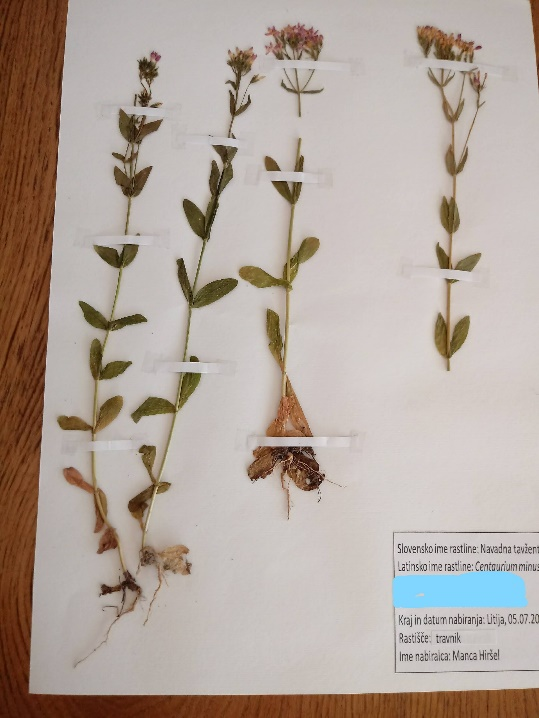 Slovensko ime rastline: Navadna tavžent
Latinsko ime rastline: Centaurium minus
Kraj in datum nabiranja: Litija, 05.07.20
Rastišče: travnik
Ime nabiralca: Manca Hiršel